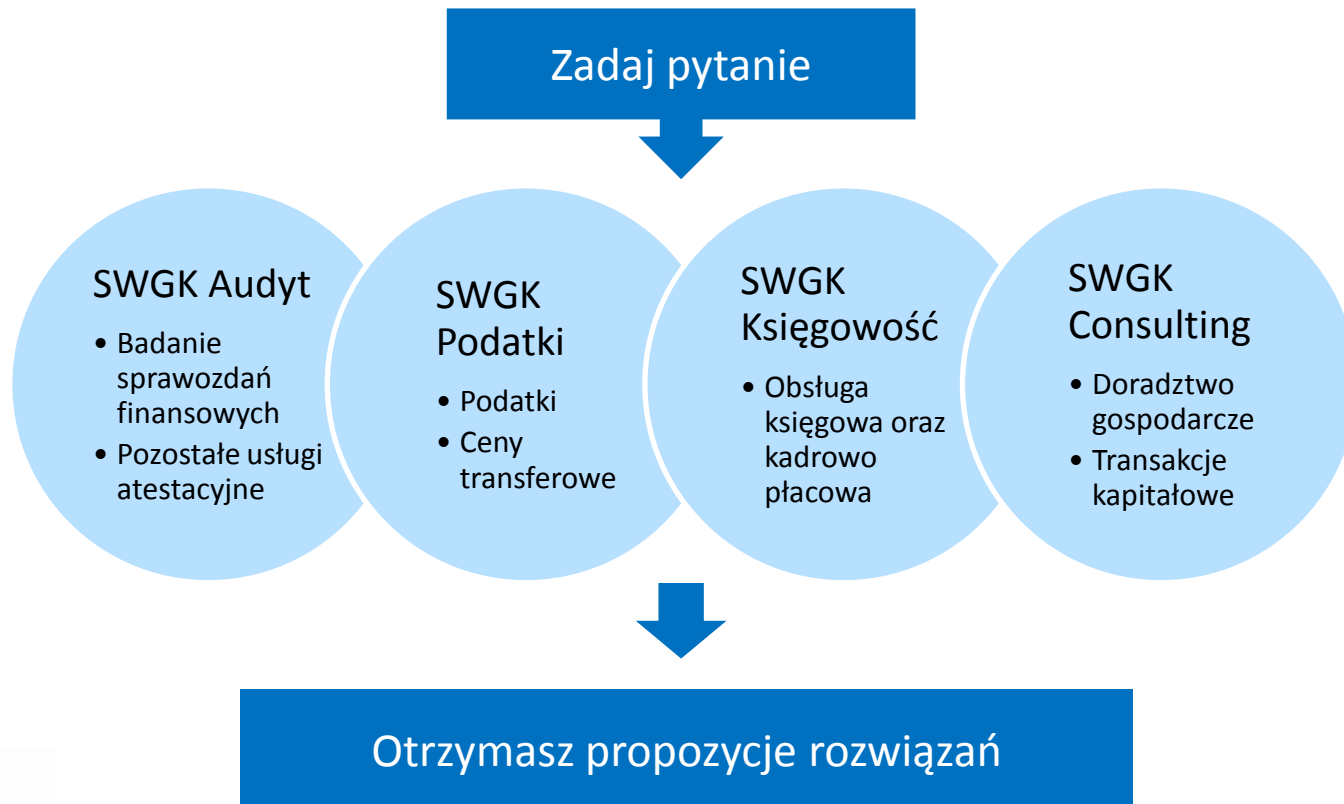 Zadaj pytanie
SWGK Audyt
• Badanie
sprawozdań
finansowych
• Pozostałe usługi
atestacyjne
SWGK
Podatki
• Podatki
• Ceny
transferowe
SWGK
Księgowość
• Obsługa
księgowa oraz
kadrowo
płacowa
SWGK
Consulting
• Doradztwo
gospodarcze
• Transakcje
kapitałowe
Otrzymasz propozycje rozwiązań